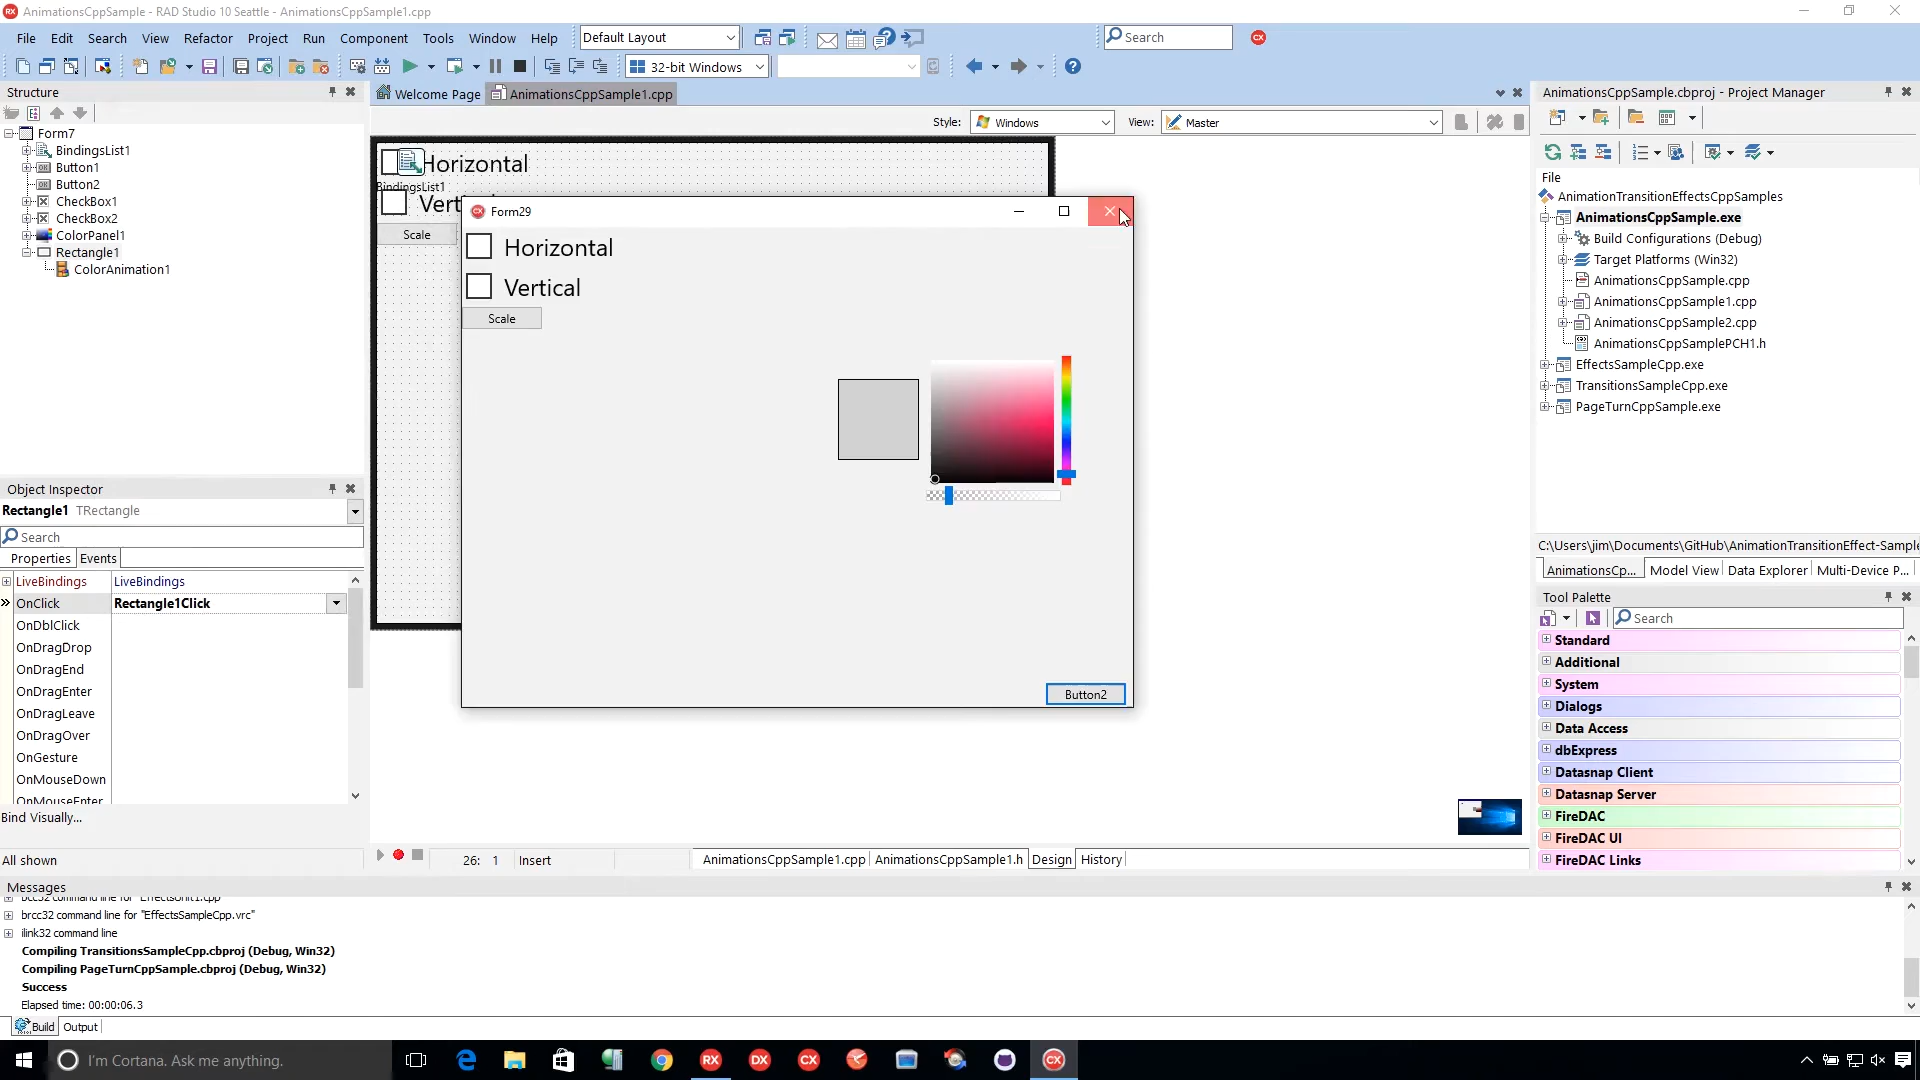 AnimationsCppSample - RAD Studio 10 Seattle - AnimationsCppSample1.cpp
File Edit Search View Refactor Project Run Component Tools Window Help
Default Layout
Search
32-bit Windows
Structure
Form7
BindingsList1
Button1
Button2
CheckBox1
CheckBox2
ColorPanel1
Rectangle1
ColorAnimation1
Welcome Page
AnimationsCppSample1.cpp
Style: Windows
View: Master
Horizontal
BindingsList1
Scale
Form29
Horizontal
Vertical
Scale
Button2
Object Inspector
Rectangle1 TRectangle
Search
Properties Events
LiveBindings LiveBindings
OnClick Rectangle1Click
OnDblClick
OnDragDrop
OnDragEnd
OnDragEnter
OnDragLeave
OnDragOver
OnGesture
OnMouseDown
OnMouseEnter
Bind Visually...
All shown
26: 1 Insert
AnimationsCppSample1.cpp AnimationsCppSample1.h Design History
AnimationsCppSample.cbproj - Project Manager
File
AnimationTransitionEffectsCppSamples
AnimationsCppSample.exe
Build Configurations (Debug)
Target Platforms (Win32)
AnimationsCppSample.cpp
AnimationsCppSample1.cpp
AnimationsCppSample2.cpp
AnimationsCppSamplePCH1.h
EffectsSampleCpp.exe
TransitionsSampleCpp.exe
PageTurnCppSample.exe
C:\Users\jim\Documents\GitHub\AnimationTransitionEffect-Sample
AnimationsCp... Model View Data Explorer Multi-Device P...
Tool Palette
Search
Standard
Additional
System
Dialogs
Data Access
dbExpress
Datasnap Client
Datasnap Server
FireDAC
FireDAC UI
FireDAC Links
Messages
bcc32 command line for "EffectsUnit1.cpp"
brcc32 command line for "EffectsSampleCpp.vrc"
ilink32 command line
Compiling TransitionsSampleCpp.cbproj (Debug, Win32)
Compiling PageTurnCppSample.cbproj (Debug, Win32)
Success
Elapsed time: 00:00:06.3
Build Output
I'm Cortana. Ask me anything.